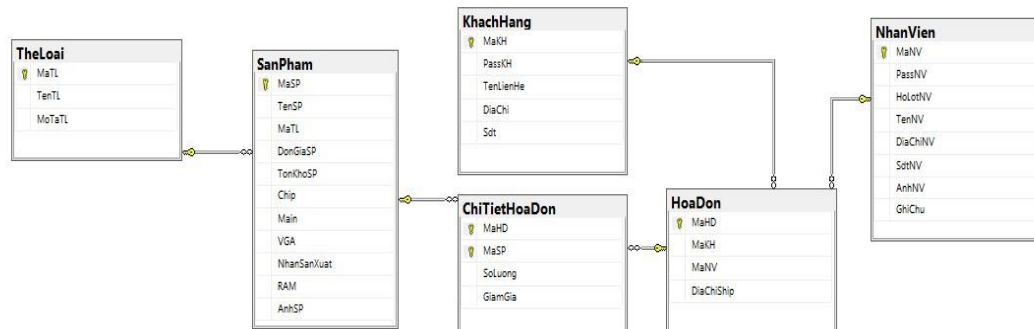 TheLoai
MaTL
TenTL
MoTaTL
SanPham
MaSP
TenSP
MaTL
DonGiaSP
TonKhoSP
Chip
Main
VGA
NhanSanXuat
RAM
AnhSP
KhachHang
MaKH
PassKH
TenLienHe
DiaChi
Sdt
ChiTietHoaDon
MaHD
MaSP
SoLuong
GiamGia
HoaDon
MaHD
MaKH
MaNV
DiaChiShip
NhanVien
MaNV
PassNV
HoLotNV
TenNV
DiaChiNV
SdtNV
AnhNV
GhiChu